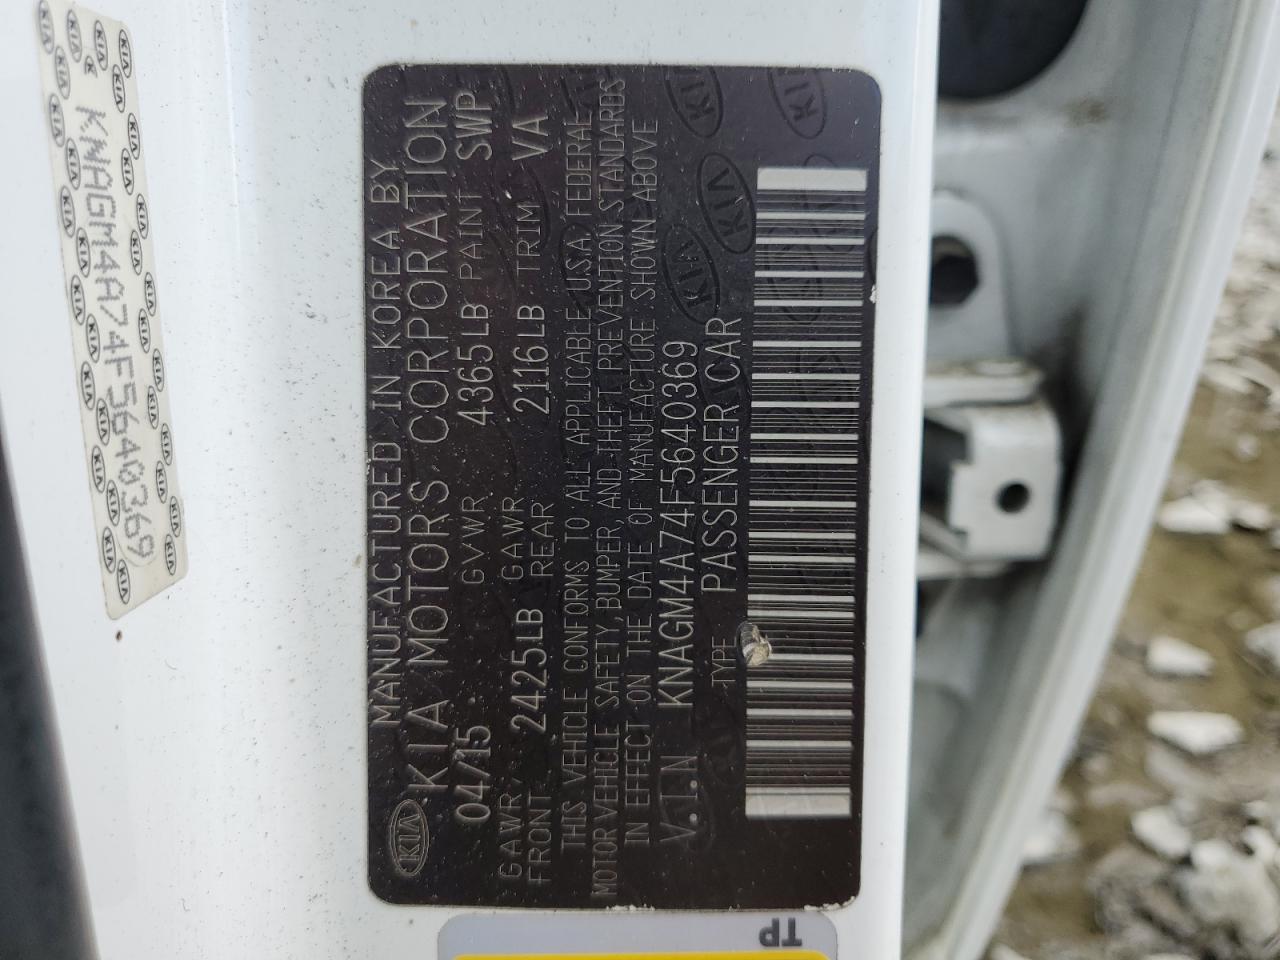 KNAGM4A74F5640369
KIA
MANUFACTURED IN KOREA BY
KIA MOTORS CORPORATION
04/15 GVWR 4365LB PAINT SWP
GAWR FRONT 2425LB GAWR REAR 2116LB TRIM VA
THIS VEHICLE CONFORMS TO ALL APPLICABLE USA FEDERAL
MOTOR VEHICLE SAFETY, BUMPER, AND THEFT PREVENTION STANDARDS
IN EFFECT ON THE DATE OF MANUFACTURE SHOWN ABOVE
V.I.N KNAGM4A74F5640369
TYPE PASSENGER CAR
TP